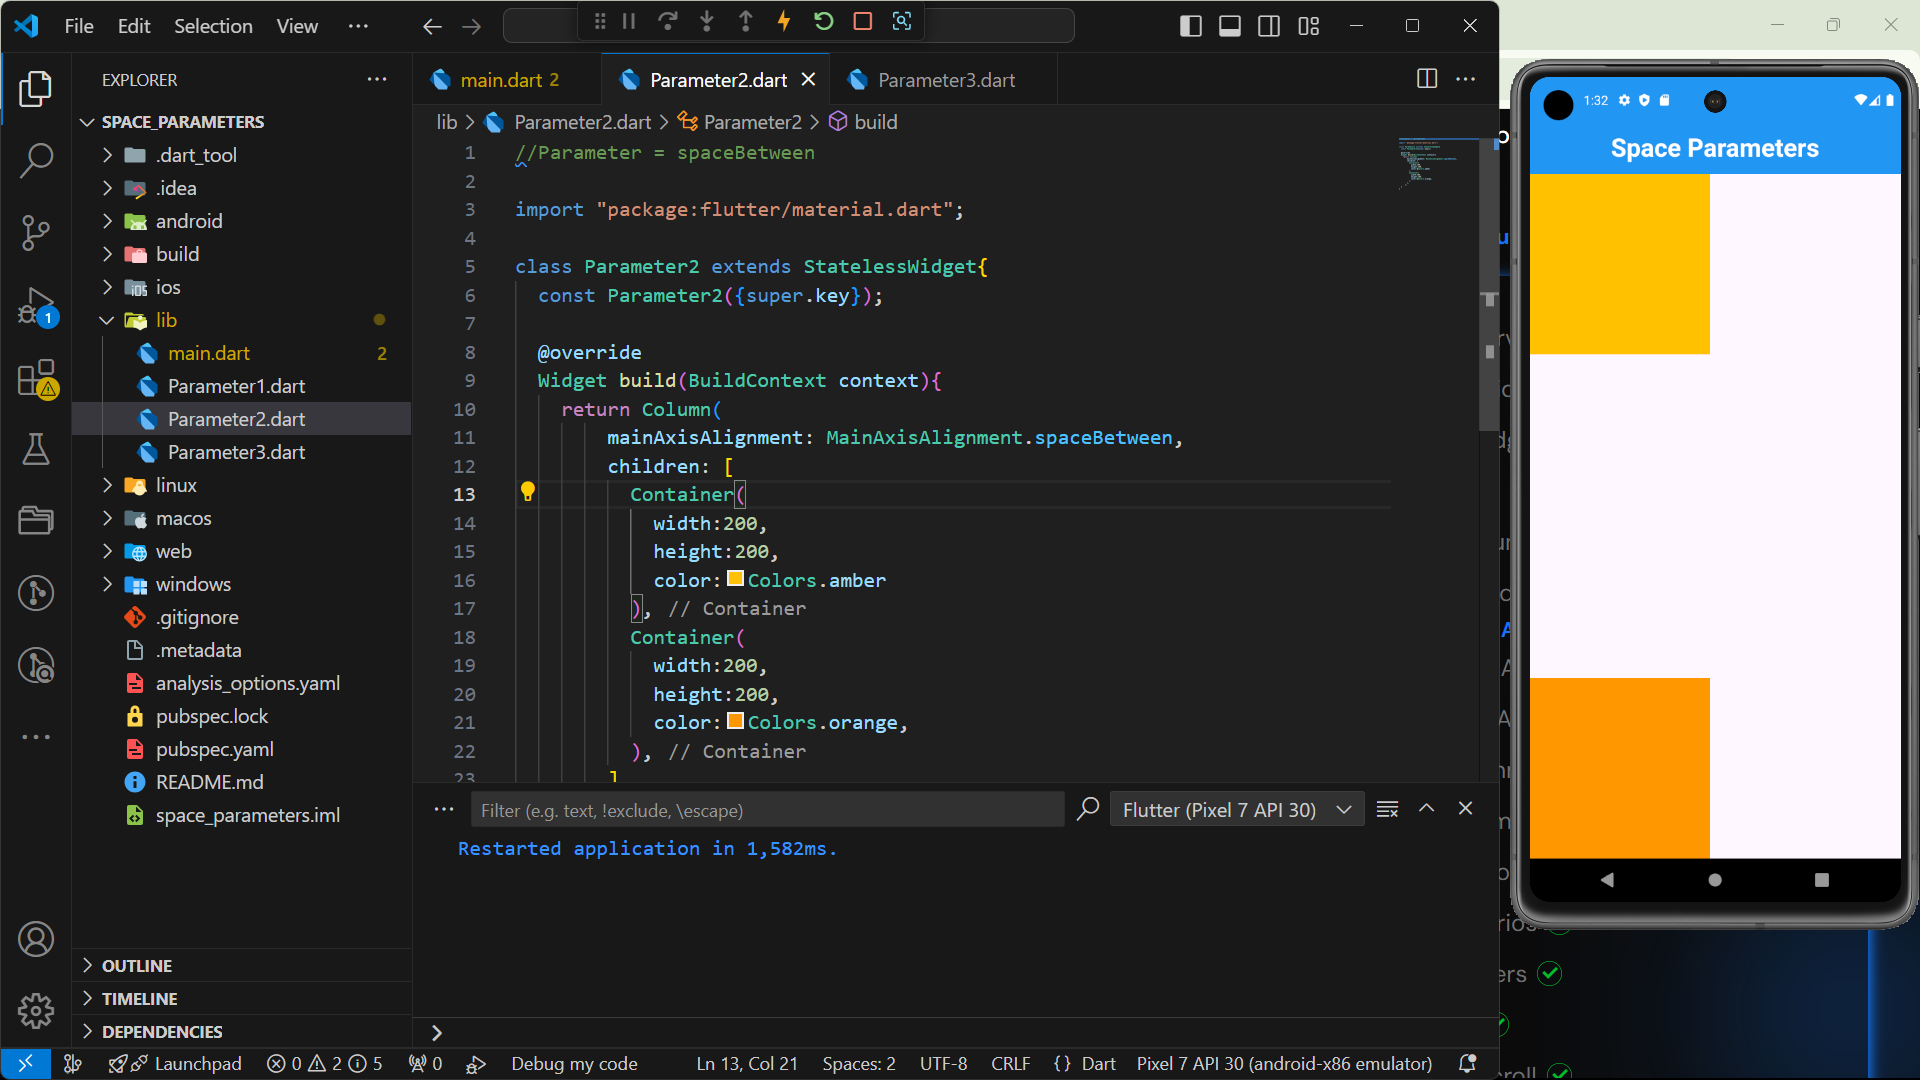 File Edit Selection View ···
EXPLORER ···
SPACE_PARAMETERS
.dart_tool
.idea
android
build
ios
lib
main.dart 2
Parameter1.dart
Parameter2.dart
Parameter3.dart
linux
macos
web
windows
.gitignore
.metadata
analysis_options.yaml
pubspec.lock
pubspec.yaml
README.md
space_parameters.iml
OUTLINE
TIMELINE
DEPENDENCIES
1
main.dart 2 Parameter2.dart Parameter3.dart
lib > Parameter2.dart > Parameter2 > build
1 //Parameter = spaceBetween
2
3 import "package:flutter/material.dart";
4
5 class Parameter2 extends StatelessWidget{
6 const Parameter2({super.key});
7
8 @override
9 Widget build(BuildContext context){
10 return Column(
11 mainAxisAlignment: MainAxisAlignment.spaceBetween,
12 children: [
13 Container(
14 width:200,
15 height:200,
16 color:Colors.amber
17 ), // Container
18 Container(
19 width:200,
20 height:200,
21 color:Colors.orange,
22 ), // Container
23 ]
Filter (e.g. text, !exclude, \escape) Flutter (Pixel 7 API 30)
Restarted application in 1,582ms.
>
Launchpad 0 2 5 0 Debug my code Ln 13, Col 21 Spaces: 2 UTF-8 CRLF {} Dart Pixel 7 API 30 (android-x86 emulator)
1:32
Space Parameters